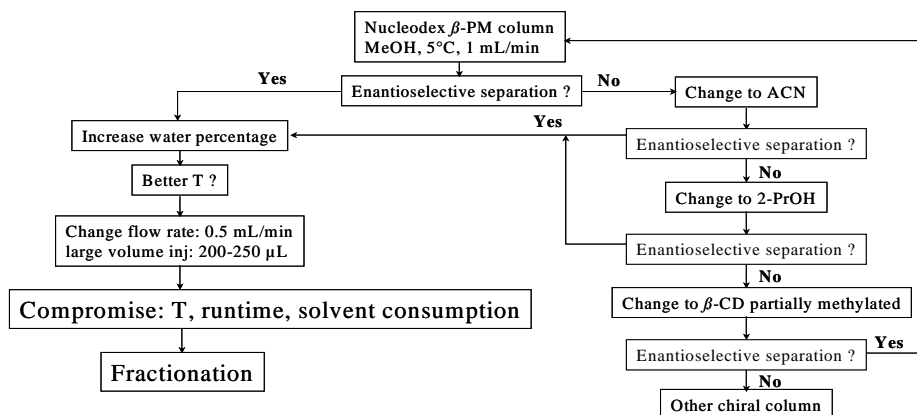 Nucleodex β-PM column
MeOH, 5°C, 1 mL/min
Yes
Enantioselective separation ?
No
Change to ACN
Increase water percentage
Yes
Enantioselective separation ?
Better T ?
No
Change to 2-PrOH
Change flow rate: 0.5 mL/min
large volume inj: 200-250 µL
Enantioselective separation ?
No
Compromise: T, runtime, solvent consumption
Change to β-CD partially methylated
Yes
Enantioselective separation ?
Fractionation
No
Other chiral column